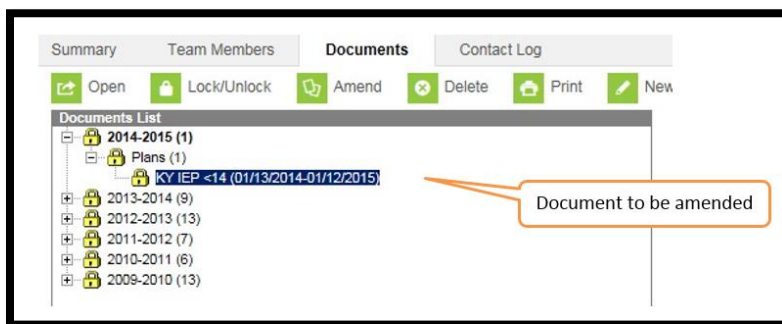 Summary Team Members Documents Contact Log
Open Lock/Unlock Amend Delete Print New
Documents List
2014-2015 (1)
Plans (1)
KY IEP <14 (01/13/2014-01/12/2015)
Document to be amended
2013-2014 (9)
2012-2013 (13)
2011-2012 (7)
2010-2011 (6)
2009-2010 (13)